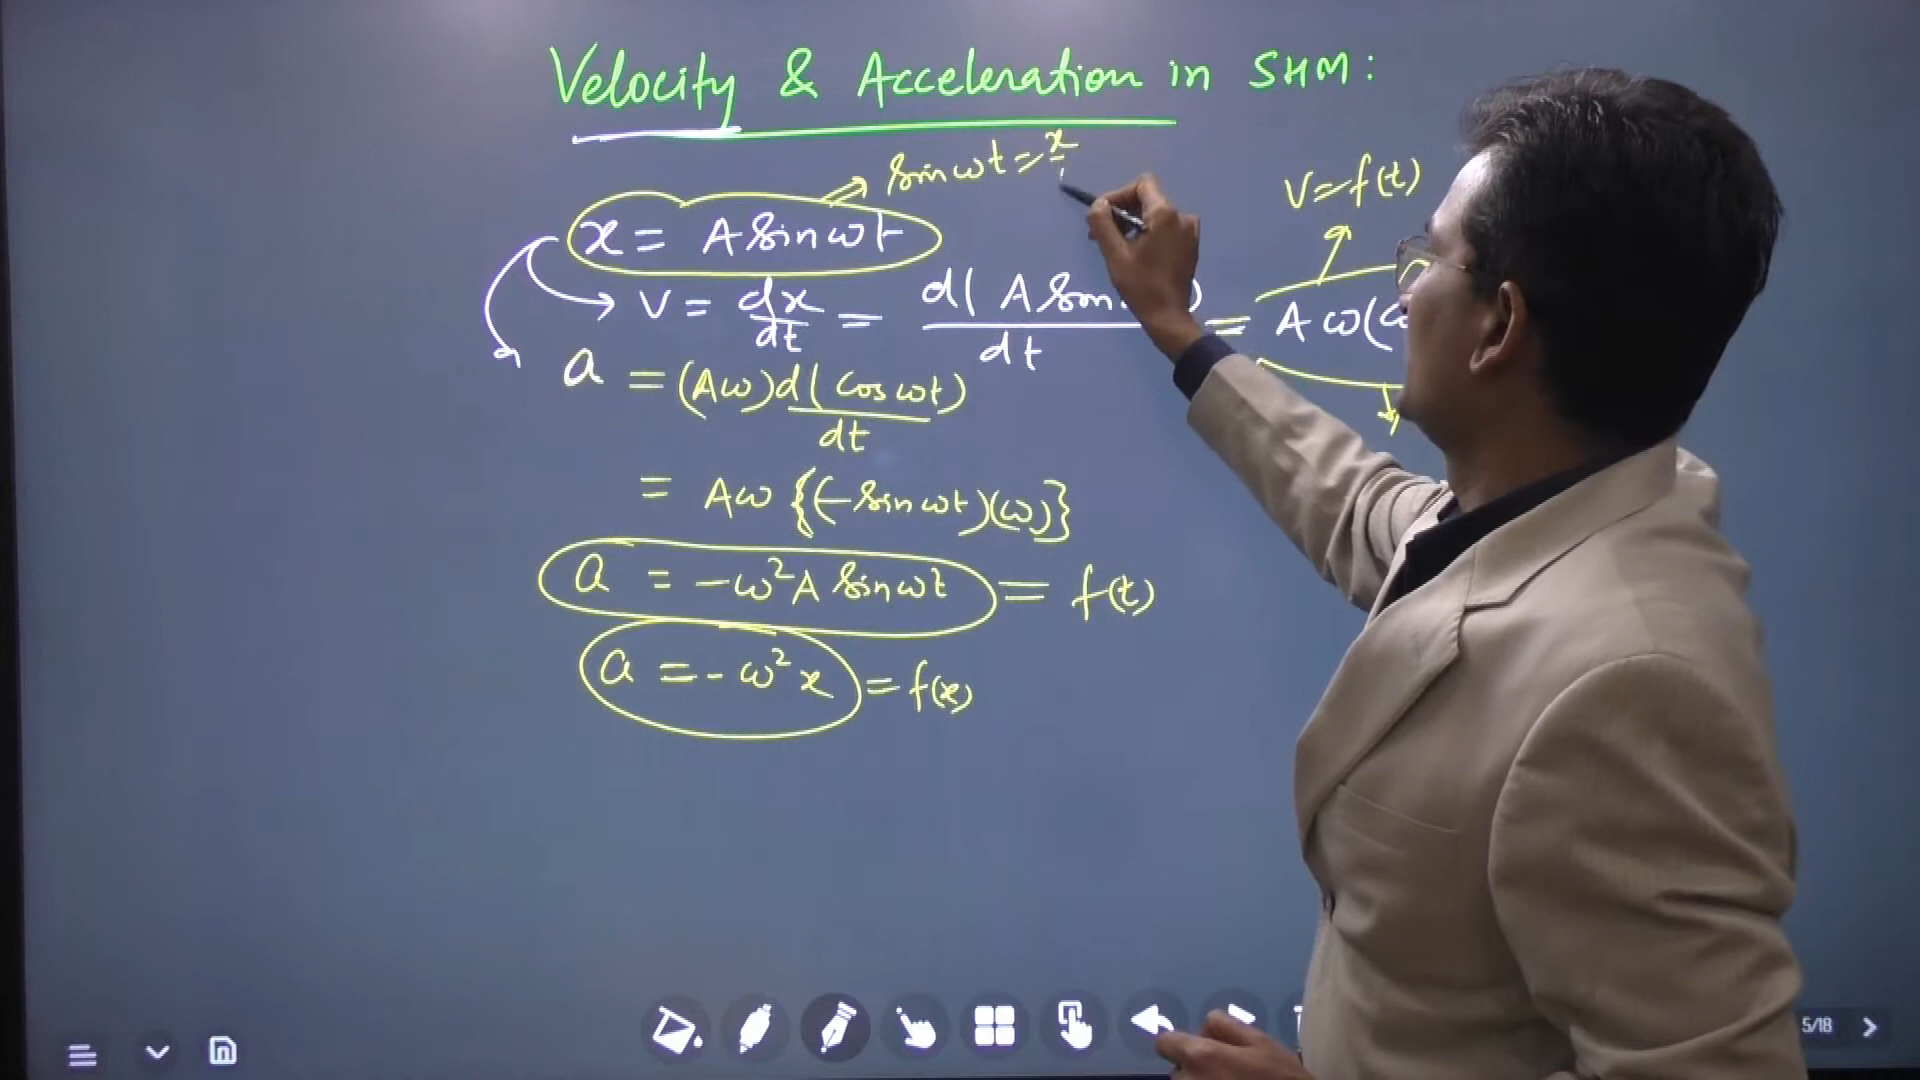 Velocity & Acceleration in SHM:
sinωt = x
V = f(t)
x = A sinωt
V = dx/dt = d(A sin )/dt = Aω(
a = (Aω) d(cosωt)/dt
= Aω {(-sinωt)(ω)}
a = -ω²A sinωt = f(t)
a = -ω²x = f(x)
5/18